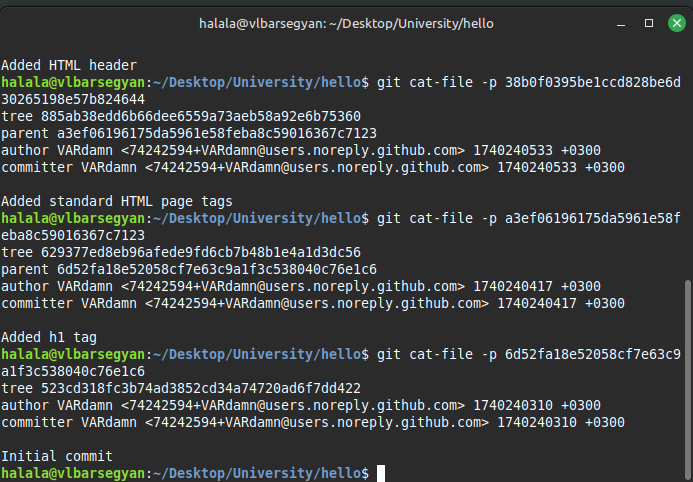 halala@vlbarsegyan: ~/Desktop/University/hello
Added HTML header
halala@vlbarsegyan:~/Desktop/University/hello$ git cat-file -p 38b0f0395be1ccd828be6d
30265198e57b824644
tree 885ab38edd6b66dee6559a73aeb58a92e6b75360
parent a3ef06196175da5961e58feba8c59016367c7123
author VARdamn <74242594+VARdamn@users.noreply.github.com> 1740240533 +0300
committer VARdamn <74242594+VARdamn@users.noreply.github.com> 1740240533 +0300
Added standard HTML page tags
halala@vlbarsegyan:~/Desktop/University/hello$ git cat-file -p a3ef06196175da5961e58f
eba8c59016367c7123
tree 629377ed8eb96afede9fd6cb7b48b1e4a1d3dc56
parent 6d52fa18e52058cf7e63c9a1f3c538040c76e1c6
author VARdamn <74242594+VARdamn@users.noreply.github.com> 1740240417 +0300
committer VARdamn <74242594+VARdamn@users.noreply.github.com> 1740240417 +0300
Added h1 tag
halala@vlbarsegyan:~/Desktop/University/hello$ git cat-file -p 6d52fa18e52058cf7e63c9
a1f3c538040c76e1c6
tree 523cd318fc3b74ad3852cd34a74720ad6f7dd422
author VARdamn <74242594+VARdamn@users.noreply.github.com> 1740240310 +0300
committer VARdamn <74242594+VARdamn@users.noreply.github.com> 1740240310 +0300
Initial commit
halala@vlbarsegyan:~/Desktop/University/hello$